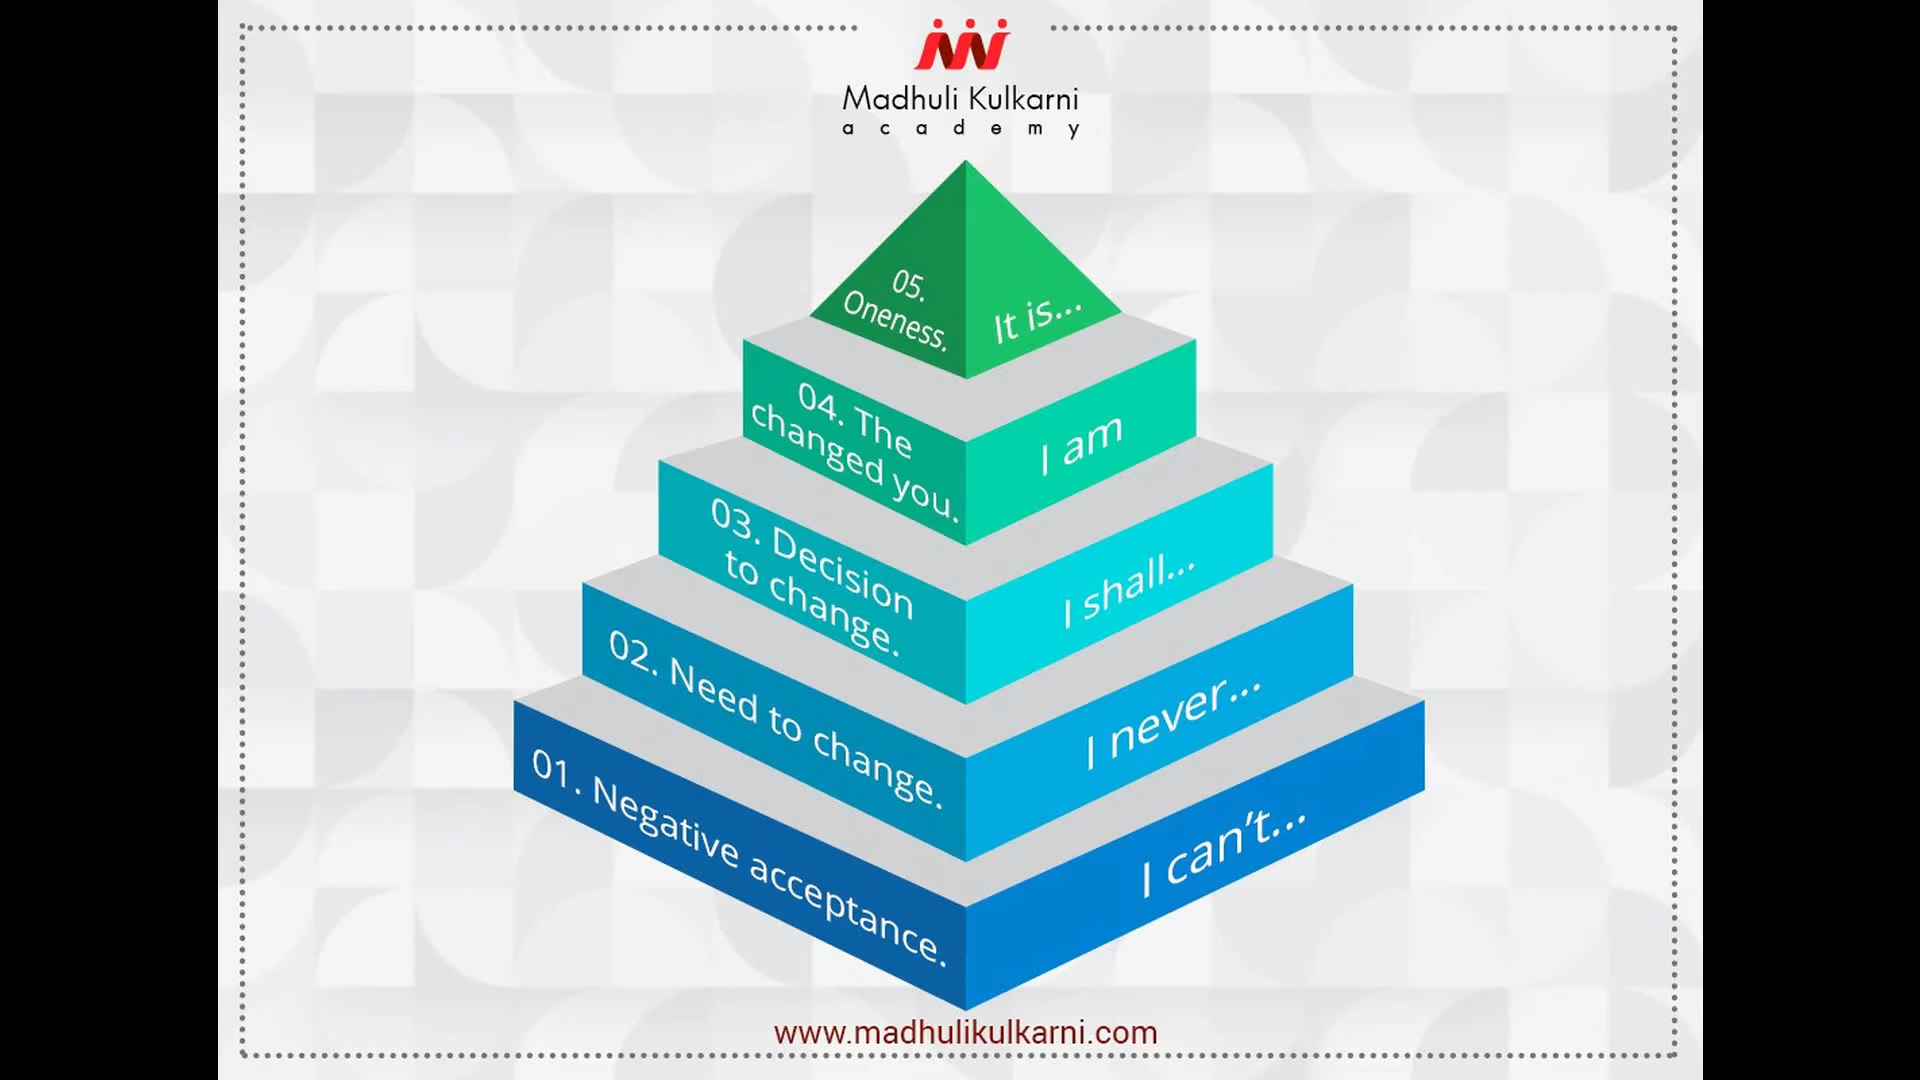 Madhuli Kulkarni
academy
05.
Oneness.
It is...
04. The
changed you.
I am
03. Decision
to change.
I shall...
02. Need to change.
I never...
01. Negative acceptance.
I can't...
www.madhulikulkarni.com